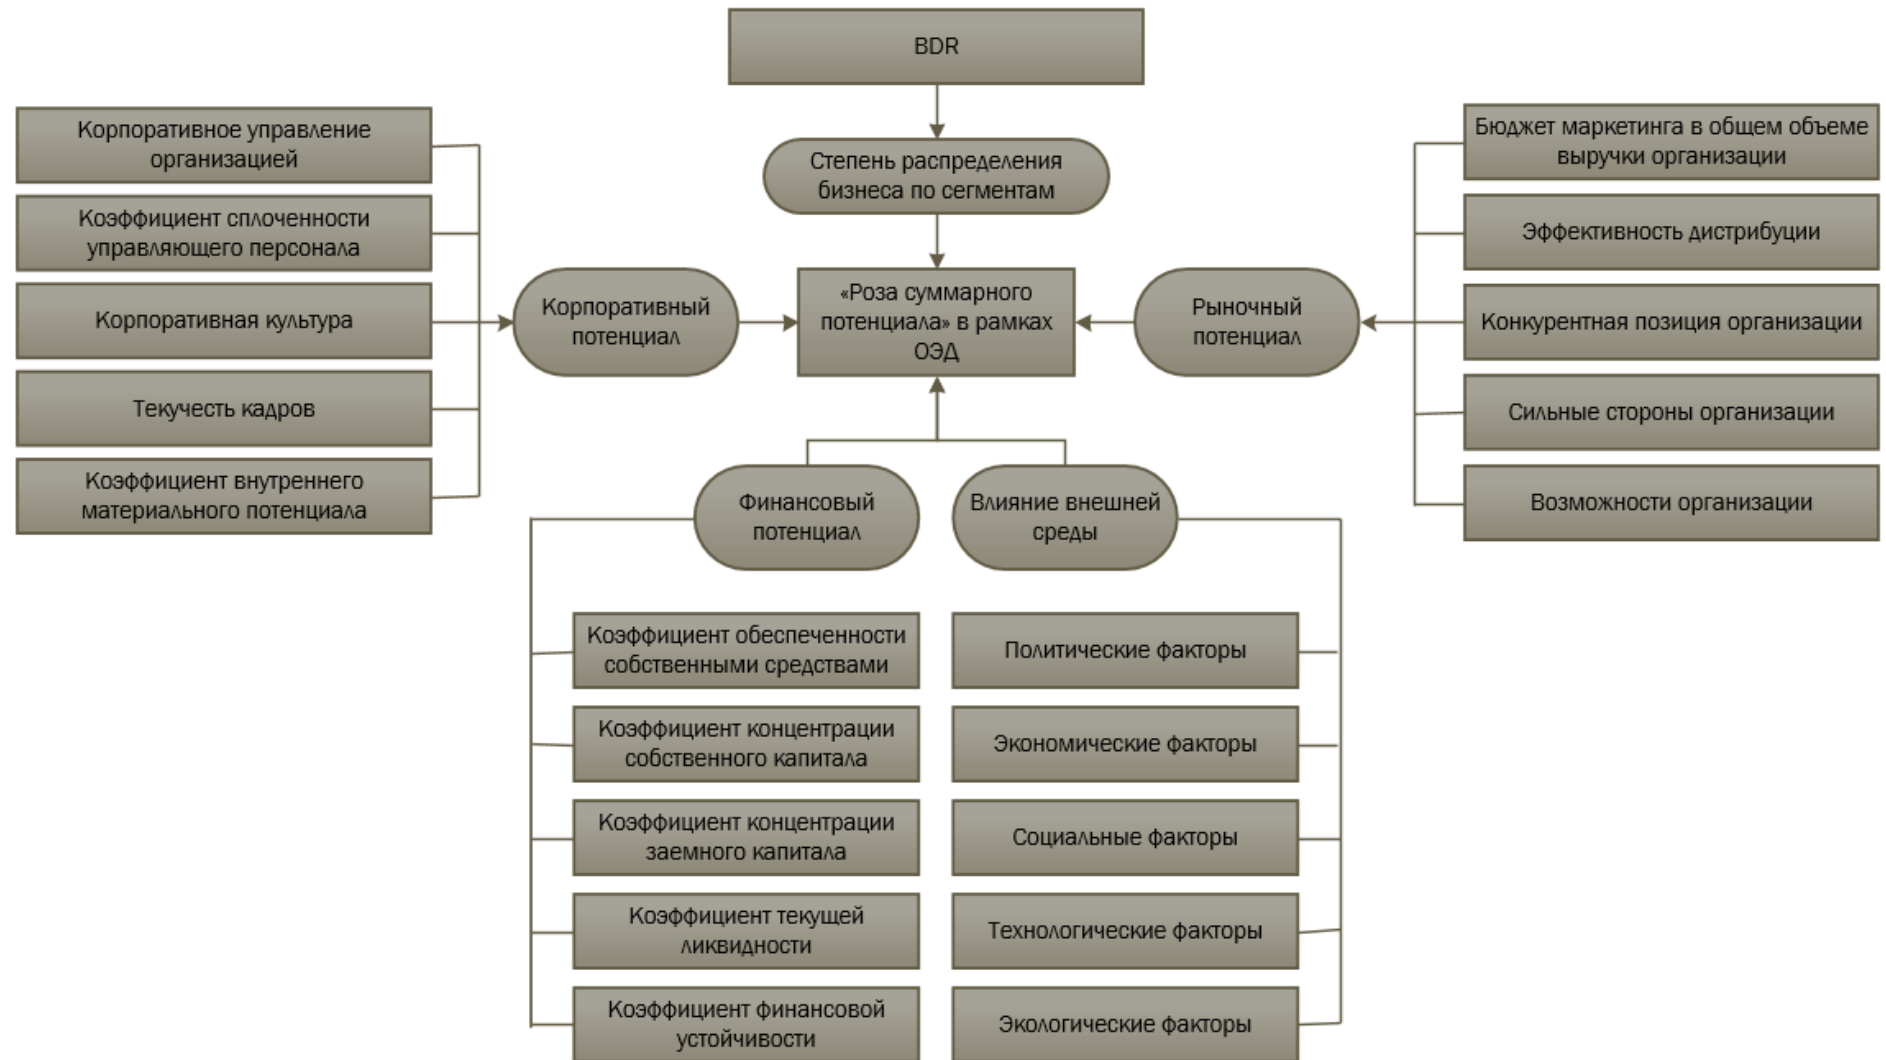 BDR
Степень распределения
бизнеса по сегментам
Корпоративное управление
организацией
Коэффициент сплоченности
управляющего персонала
Корпоративная культура
Текучесть кадров
Коэффициент внутреннего
материального потенциала
Корпоративный
потенциал
«Роза суммарного
потенциала» в рамках
ОЭД
Рыночный
потенциал
Бюджет маркетинга в общем объеме
выручки организации
Эффективность дистрибуции
Конкурентная позиция организации
Сильные стороны организации
Возможности организации
Финансовый
потенциал
Влияние внешней
среды
Коэффициент обеспеченности
собственными средствами
Коэффициент концентрации
собственного капитала
Коэффициент концентрации
заемного капитала
Коэффициент текущей
ликвидности
Коэффициент финансовой
устойчивости
Политические факторы
Экономические факторы
Социальные факторы
Технологические факторы
Экологические факторы